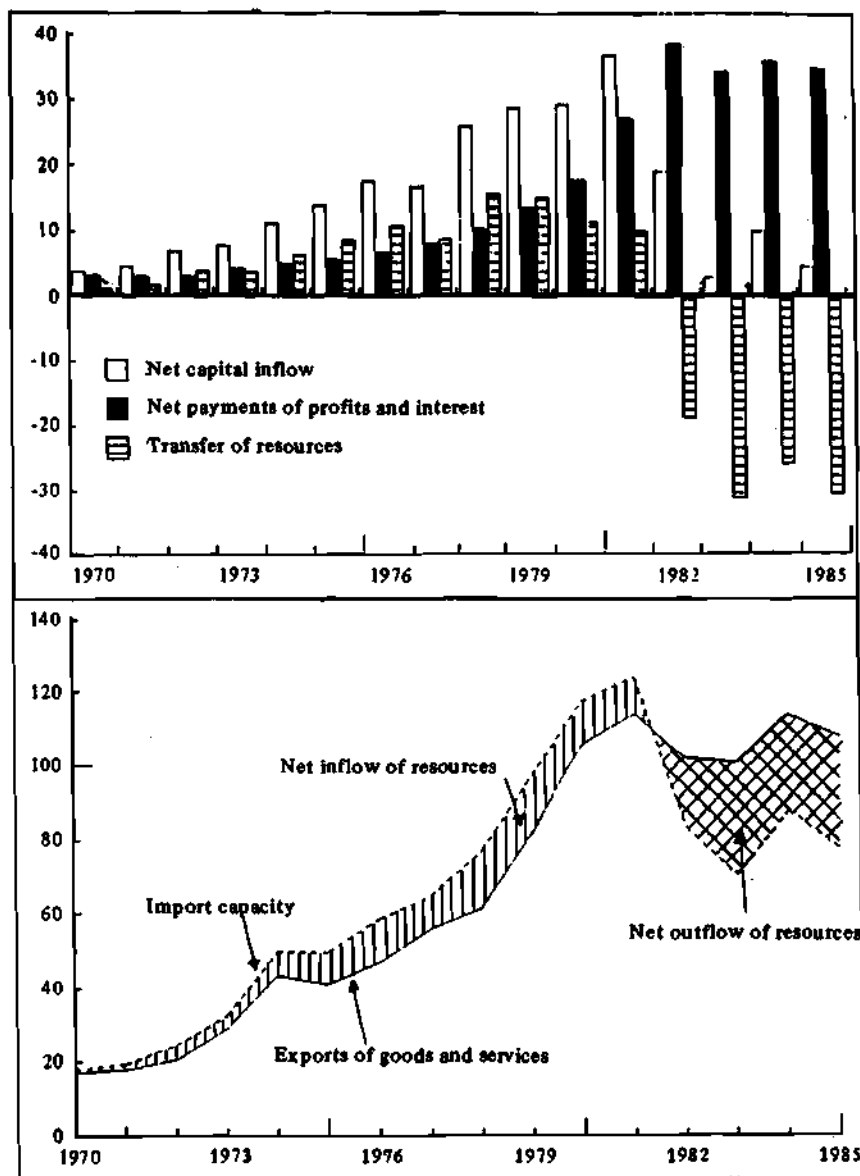 40
30
20
10
0
-10
-20
-30
-40
Net capital inflow
Net payments of profits and interest
Transfer of resources
1970 1973 1976 1979 1982 1985
140
120
100
80
60
40
20
0
Net inflow of resources
Import capacity
Net outflow of resources
Exports of goods and services
1970 1973 1976 1979 1982 1985